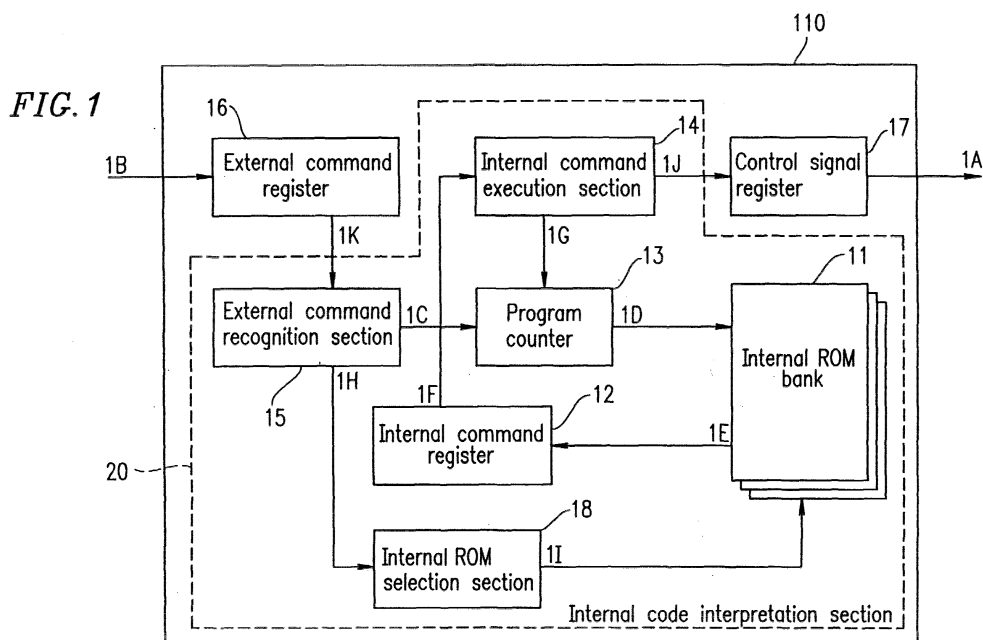 110
FIG. 1
16
14
17
1B
External command
register
Internal command
execution section
1J
Control signal
register
1A
1K
1G
13
11
External command
recognition section
1C
Program
counter
1D
Internal ROM
bank
15
1H
1F
12
Internal command
register
1E
20
18
Internal ROM
selection section
1I
Internal code interpretation section